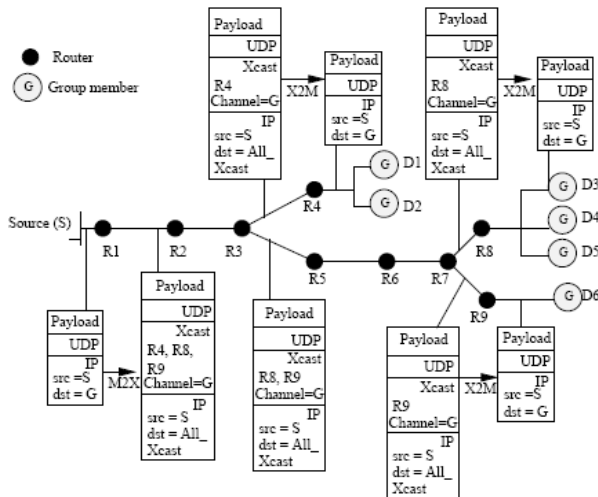 Router
G
Group member
Payload
UDP
Xcast
R4
Channel=G
IP
src =S
dst = All_
Xcast
X2M
Payload
UDP
IP
src =S
dst = G
Payload
UDP
Xcast
R8
Channel=G
IP
src =S
dst = All_
Xcast
X2M
Payload
UDP
IP
src =S
dst = G
G
D1
G
D2
G
D3
G
D4
G
D5
G
D6
Source (S)
R1
R2
R3
R4
R5
R6
R7
R8
R9
Payload
UDP
IP
src =S
dst = G
M2X
Payload
UDP
Xcast
R4, R8,
R9
Channel=G
IP
src = S
dst = All_
Xcast
Payload
UDP
Xcast
R8, R9
Channel=G
IP
src = S
dst = All_
Xcast
Payload
UDP
Xcast
R9
Channel=G
IP
src = S
dst = All_
Xcast
X2M
Payload
UDP
IP
src =S
dst = G